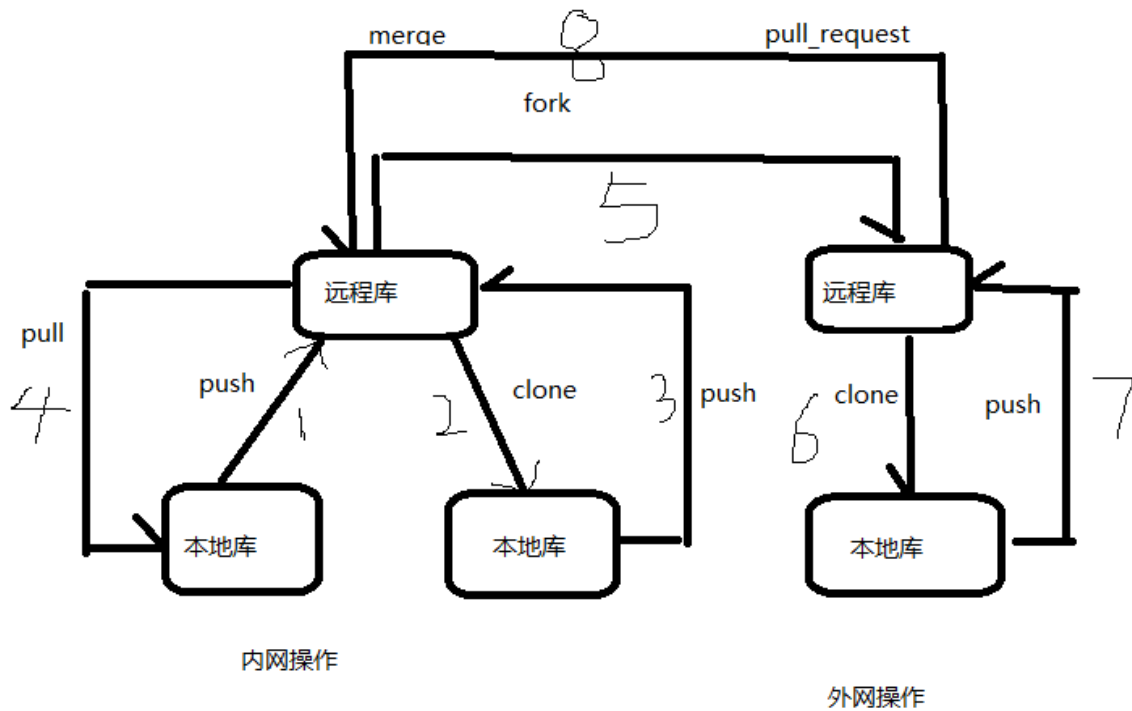 merge
8
pull_request
fork
5
远程库
远程库
pull
4
push
1
2
clone
3
push
6
clone
push
7
本地库
本地库
本地库
内网操作
外网操作